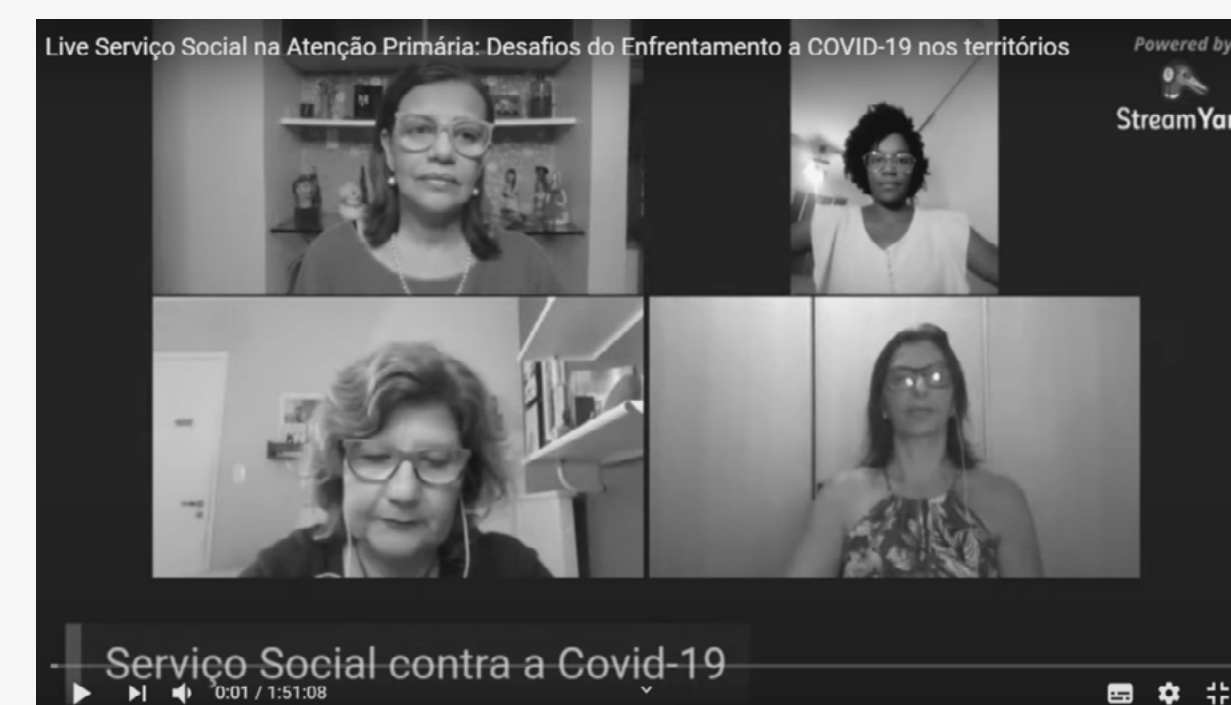 Live Serviço Social na Atenção Primária: Desafios do Enfrentamento a COVID-19 nos territórios
Powered by
StreamYar
Serviço Social contra a Covid-19
0:01 / 1:51:08